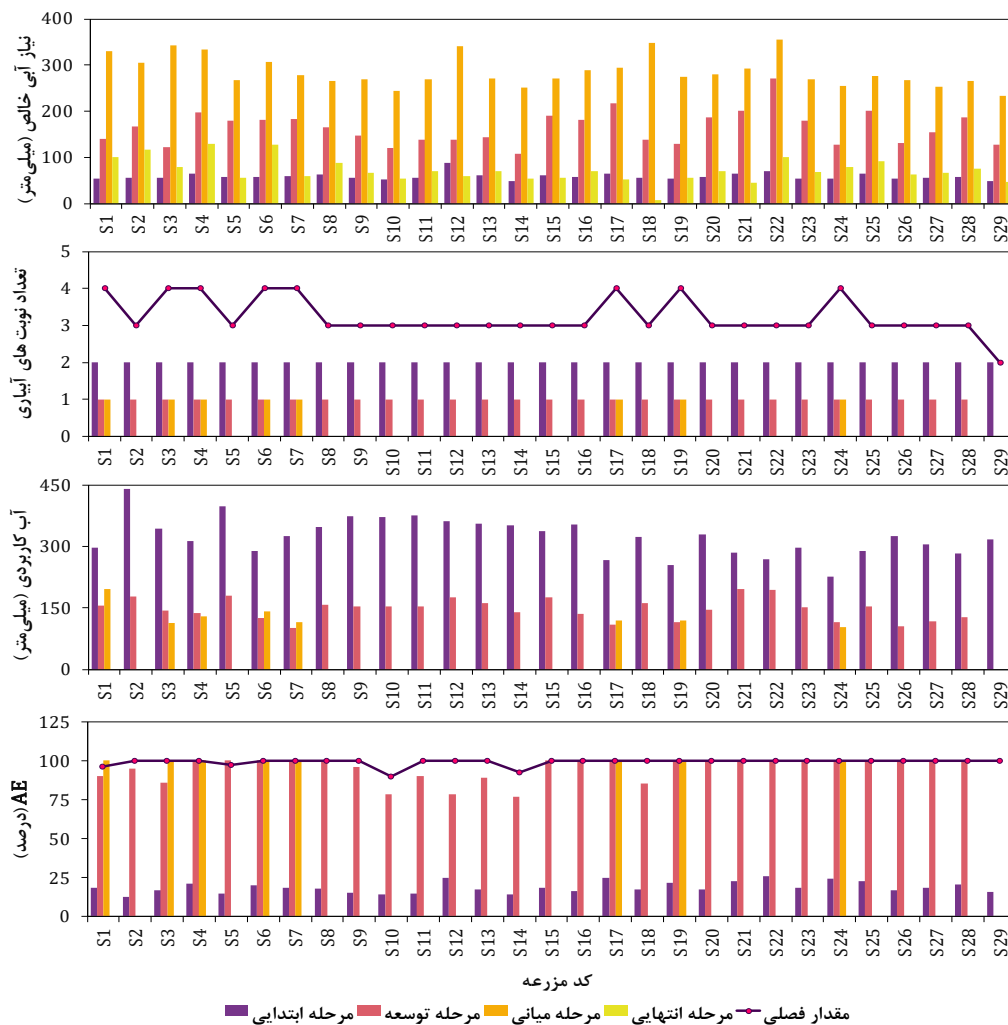 نیاز آبی خالص (میلی‌متر)
400
300
200
100
0
S1 S2 S3 S4 S5 S6 S7 S8 S9 S10 S11 S12 S13 S14 S15 S16 S17 S18 S19 S20 S21 S22 S23 S24 S25 S26 S27 S28 S29
تعداد نوبت های آبیاری
5
4
3
2
1
0
S1 S2 S3 S4 S5 S6 S7 S8 S9 S10 S11 S12 S13 S14 S15 S16 S17 S18 S19 S20 S21 S22 S23 S24 S25 S26 S27 S28 S29
آب کاربردی (میلی‌متر)
450
300
150
0
S1 S2 S3 S4 S5 S6 S7 S8 S9 S10 S11 S12 S13 S14 S15 S16 S17 S18 S19 S20 S21 S22 S23 S24 S25 S26 S27 S28 S29
AE (درصد)
125
100
75
50
25
0
S1 S2 S3 S4 S5 S6 S7 S8 S9 S10 S11 S12 S13 S14 S15 S16 S17 S18 S19 S20 S21 S22 S23 S24 S25 S26 S27 S28 S29
کد مزرعه
مرحله ابتدایی مرحله توسعه مرحله میانی مرحله انتهایی مقدار فصلی